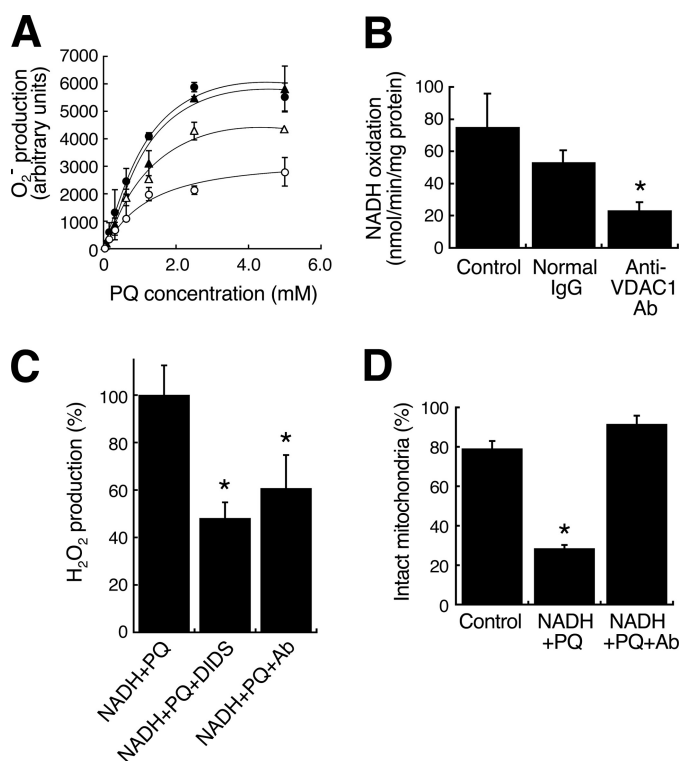 A
O2- production
(arbitrary units)
7000
6000
5000
4000
3000
2000
1000
0
0
2.0
4.0
6.0
PQ concentration (mM)
B
NADH oxidation
(nmol/min/mg protein)
100
80
60
40
20
0
*
Control
Normal
IgG
Anti-
VDAC1
Ab
C
H2O2 production (%)
100
80
60
40
20
0
*
*
NADH+PQ
NADH+PQ+DIDS
NADH+PQ+Ab
D
Intact mitochondria (%)
100
80
60
40
20
0
*
Control
NADH
+PQ
NADH
+PQ+Ab